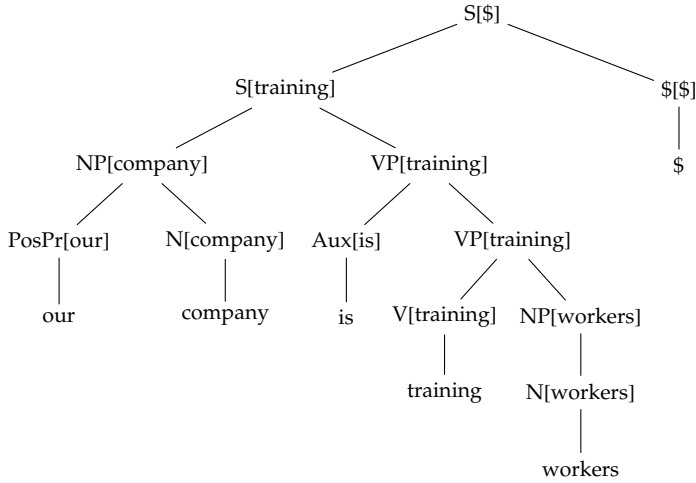 S[$]
S[training] $[$]
NP[company] VP[training] $
PosPr[our] N[company] Aux[is] VP[training]
our company is V[training] NP[workers]
training N[workers]
workers